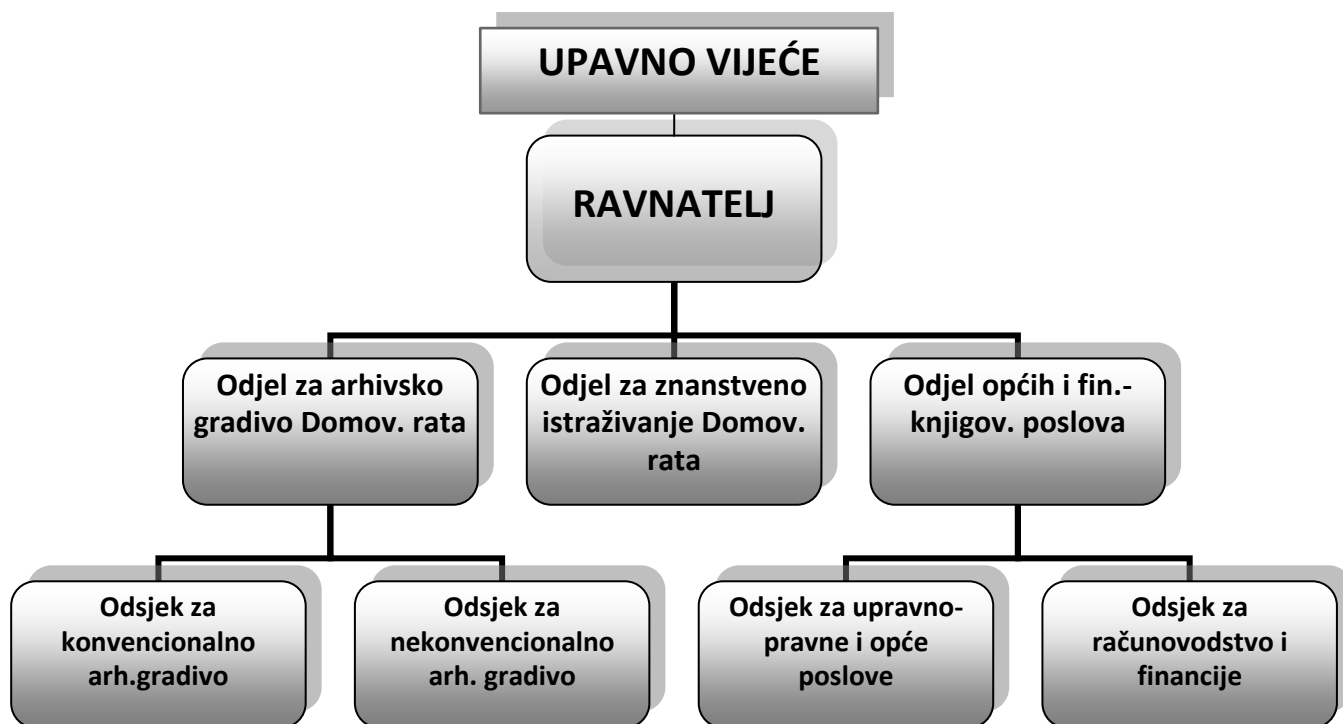 UPAVNO VIJEĆE
RAVNATELJ
Odjel za arhivsko
gradivo Domov. rata
Odjel za znanstveno
istraživanje Domov.
rata
Odjel općih i fin.-
knjigov. poslova
Odsjek za
konvencionalno
arh.gradivo
Odsjek za
nekonvencionalno
arh. gradivo
Odsjek za upravno-
pravne i opće
poslove
Odsjek za
računovodstvo i
financije